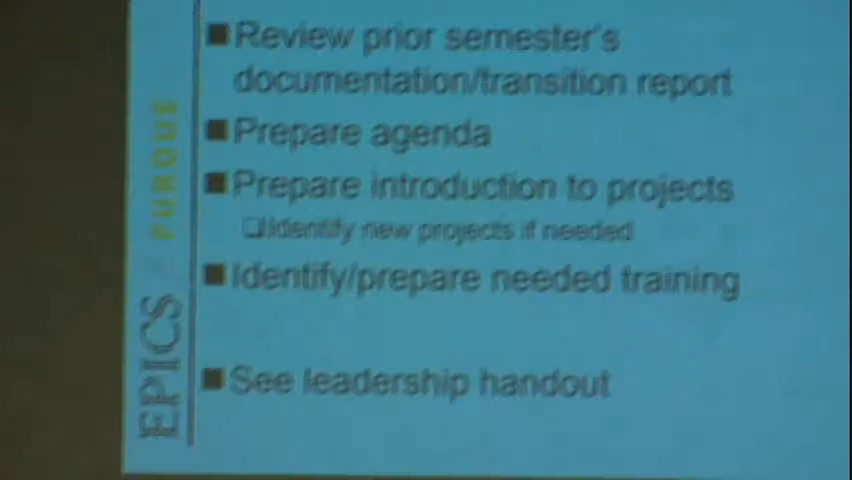 Review prior semester's
documentation/transition report
Prepare agenda
Prepare introduction to projects
Identify new projects if needed
Identify/prepare needed training
See leadership handout
EPICS
PURDUE